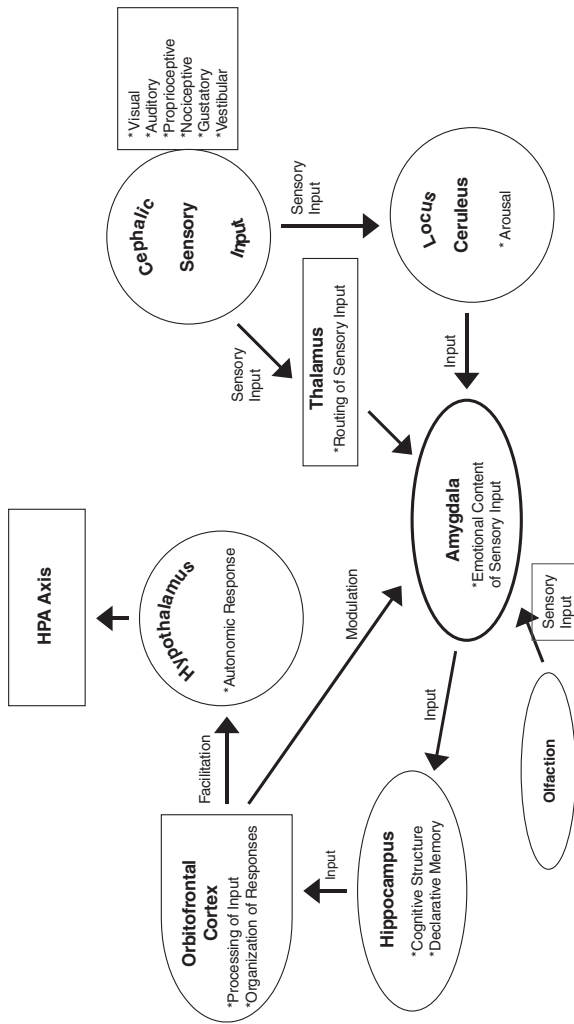 HPA Axis
Hypothalamus
*Autonomic Response
Facilitation
Orbitofrontal
Cortex
*Processing of Input
*Organization of Responses
Modulation
Input
Hippocampus
*Cognitive Structure
*Declarative Memory
Input
Amygdala
*Emotional Content
of Sensory Input
Olfaction
Sensory
Input
Thalamus
*Routing of Sensory Input
Sensory
Input
Cephalic
Sensory
Input
*Visual
*Auditory
*Proprioceptive
*Nociceptive
*Gustatory
*Vestibular
Sensory
Input
Locus
Ceruleus
* Arousal
Input